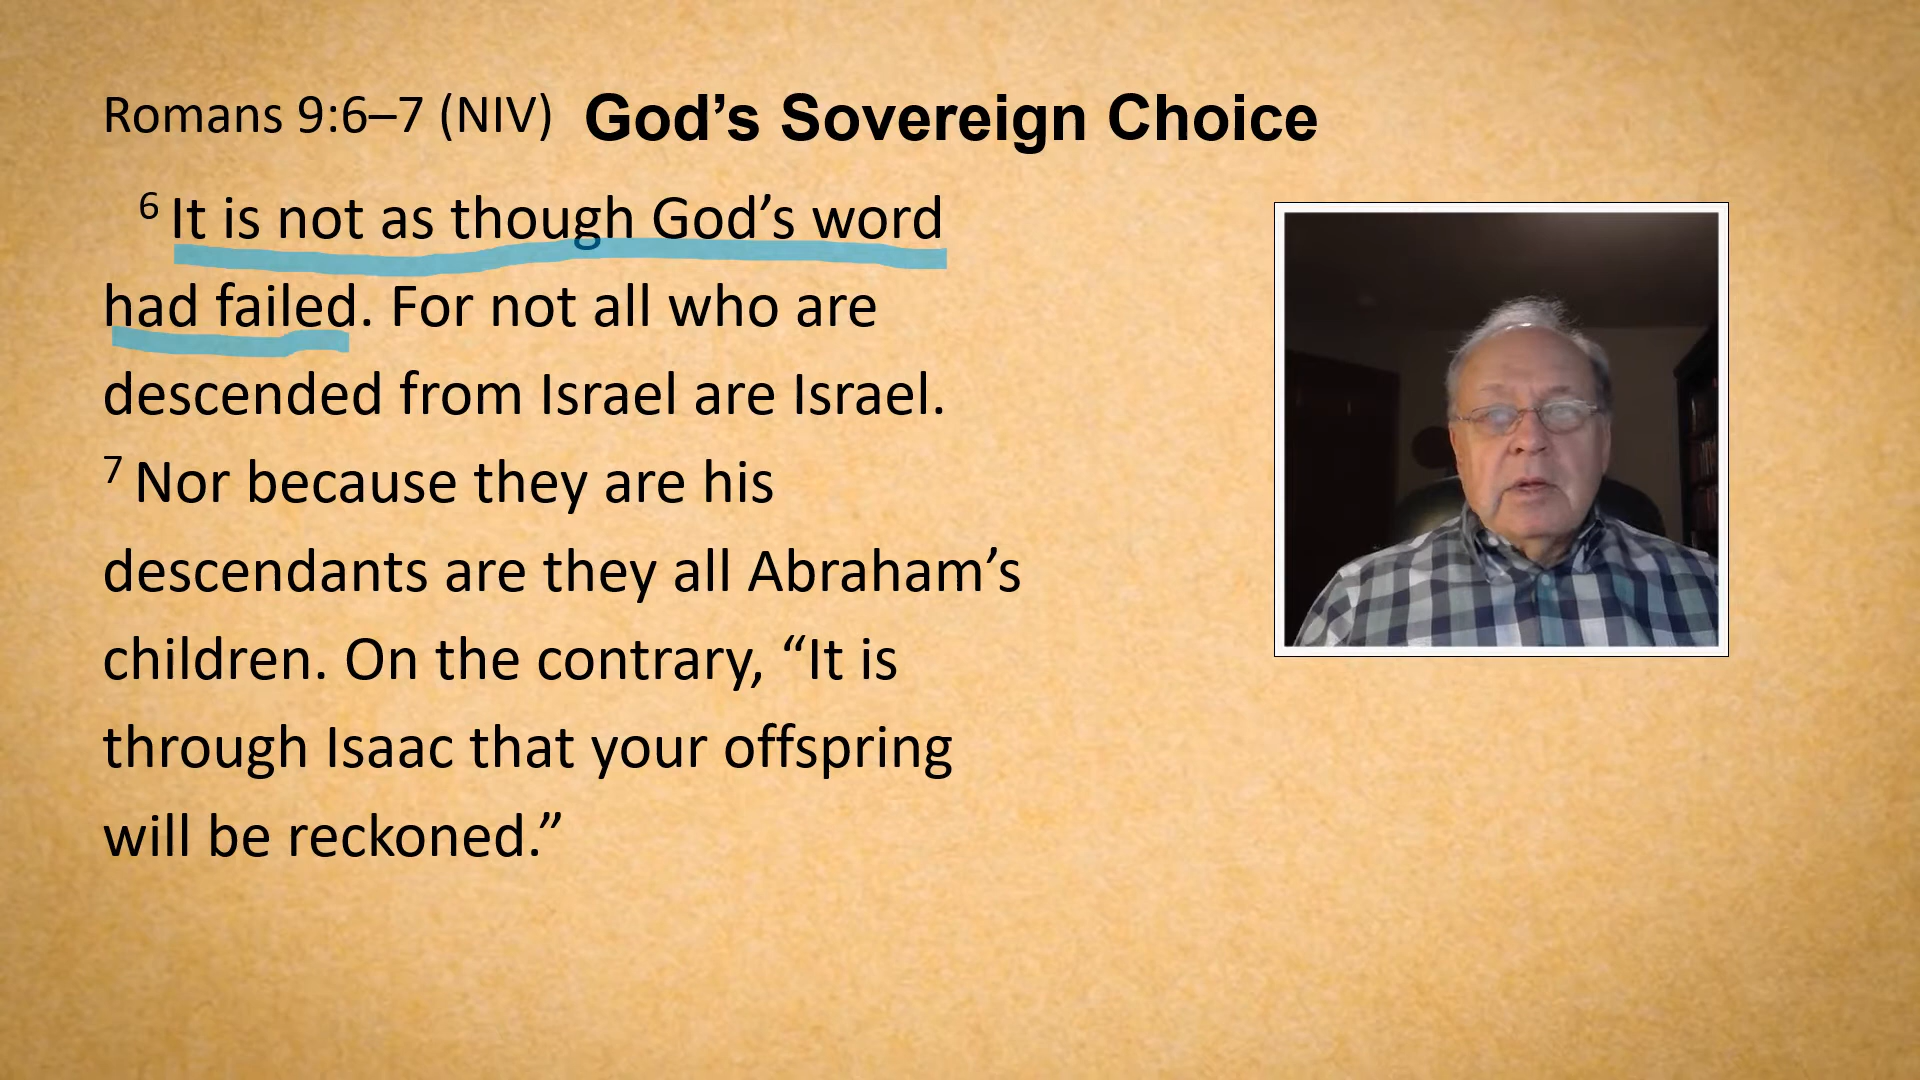 Romans 9:6–7 (NIV) God’s Sovereign Choice
6 It is not as though God’s word
had failed. For not all who are
descended from Israel are Israel.
7 Nor because they are his
descendants are they all Abraham’s
children. On the contrary, “It is
through Isaac that your offspring
will be reckoned.”